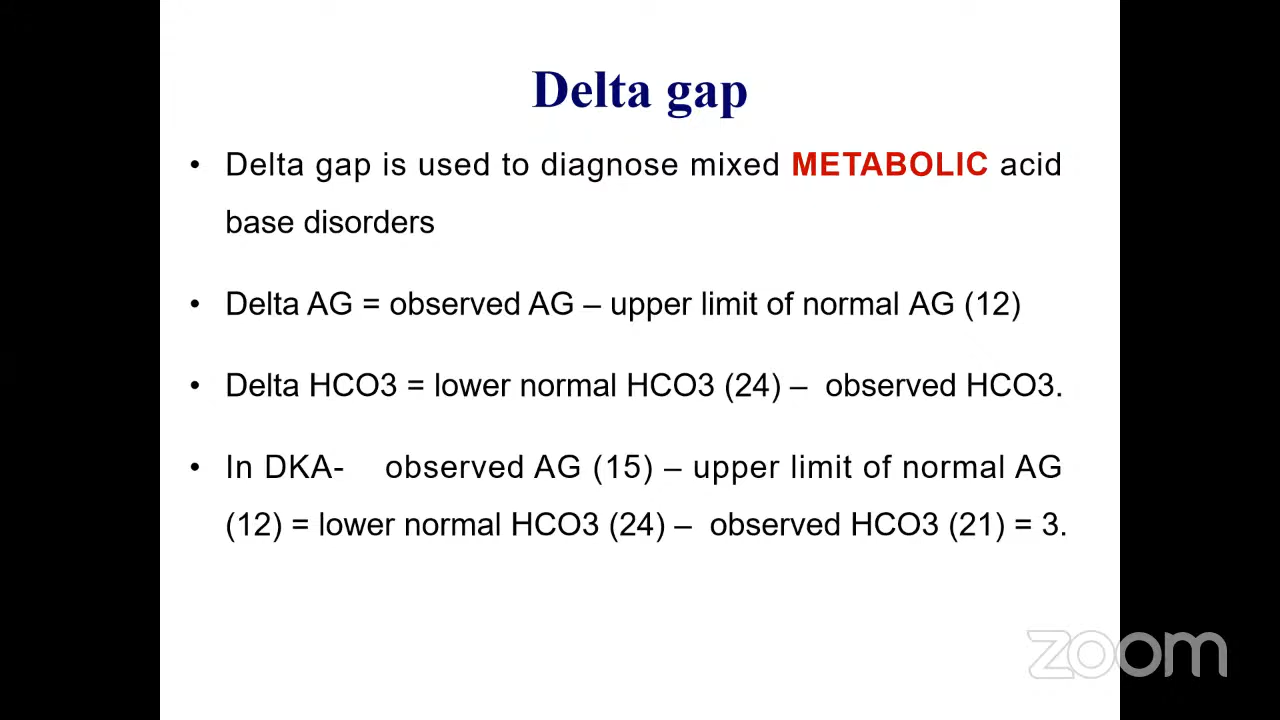 Delta gap
• Delta gap is used to diagnose mixed METABOLIC acid
base disorders
• Delta AG = observed AG – upper limit of normal AG (12)
• Delta HCO3 = lower normal HCO3 (24) – observed HCO3.
• In DKA- observed AG (15) – upper limit of normal AG
(12) = lower normal HCO3 (24) – observed HCO3 (21) = 3.
zoom